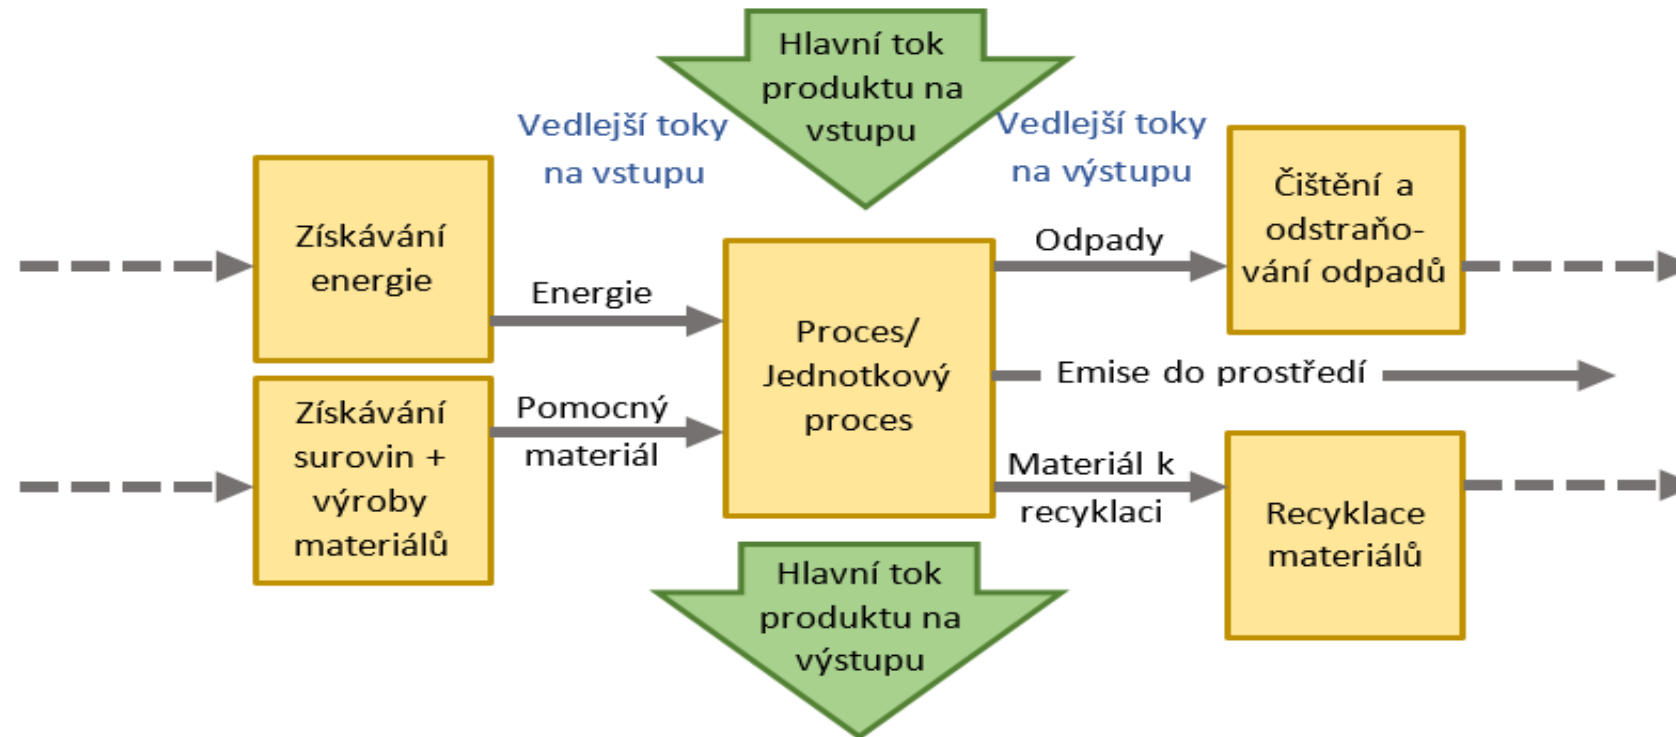 Hlavní tok
produktu na
vstupu
Vedlejší toky
na vstupu
Vedlejší toky
na výstupu
Získávání
energie
Energie
Získávání
surovin +
výroby
materiálů
Pomocný
materiál
Proces/
Jednotkový
proces
Odpady
Čištění a
odstraňo-
vání odpadů
Emise do prostředí
Materiál k
recyklaci
Recyklace
materiálů
Hlavní tok
produktu na
výstupu